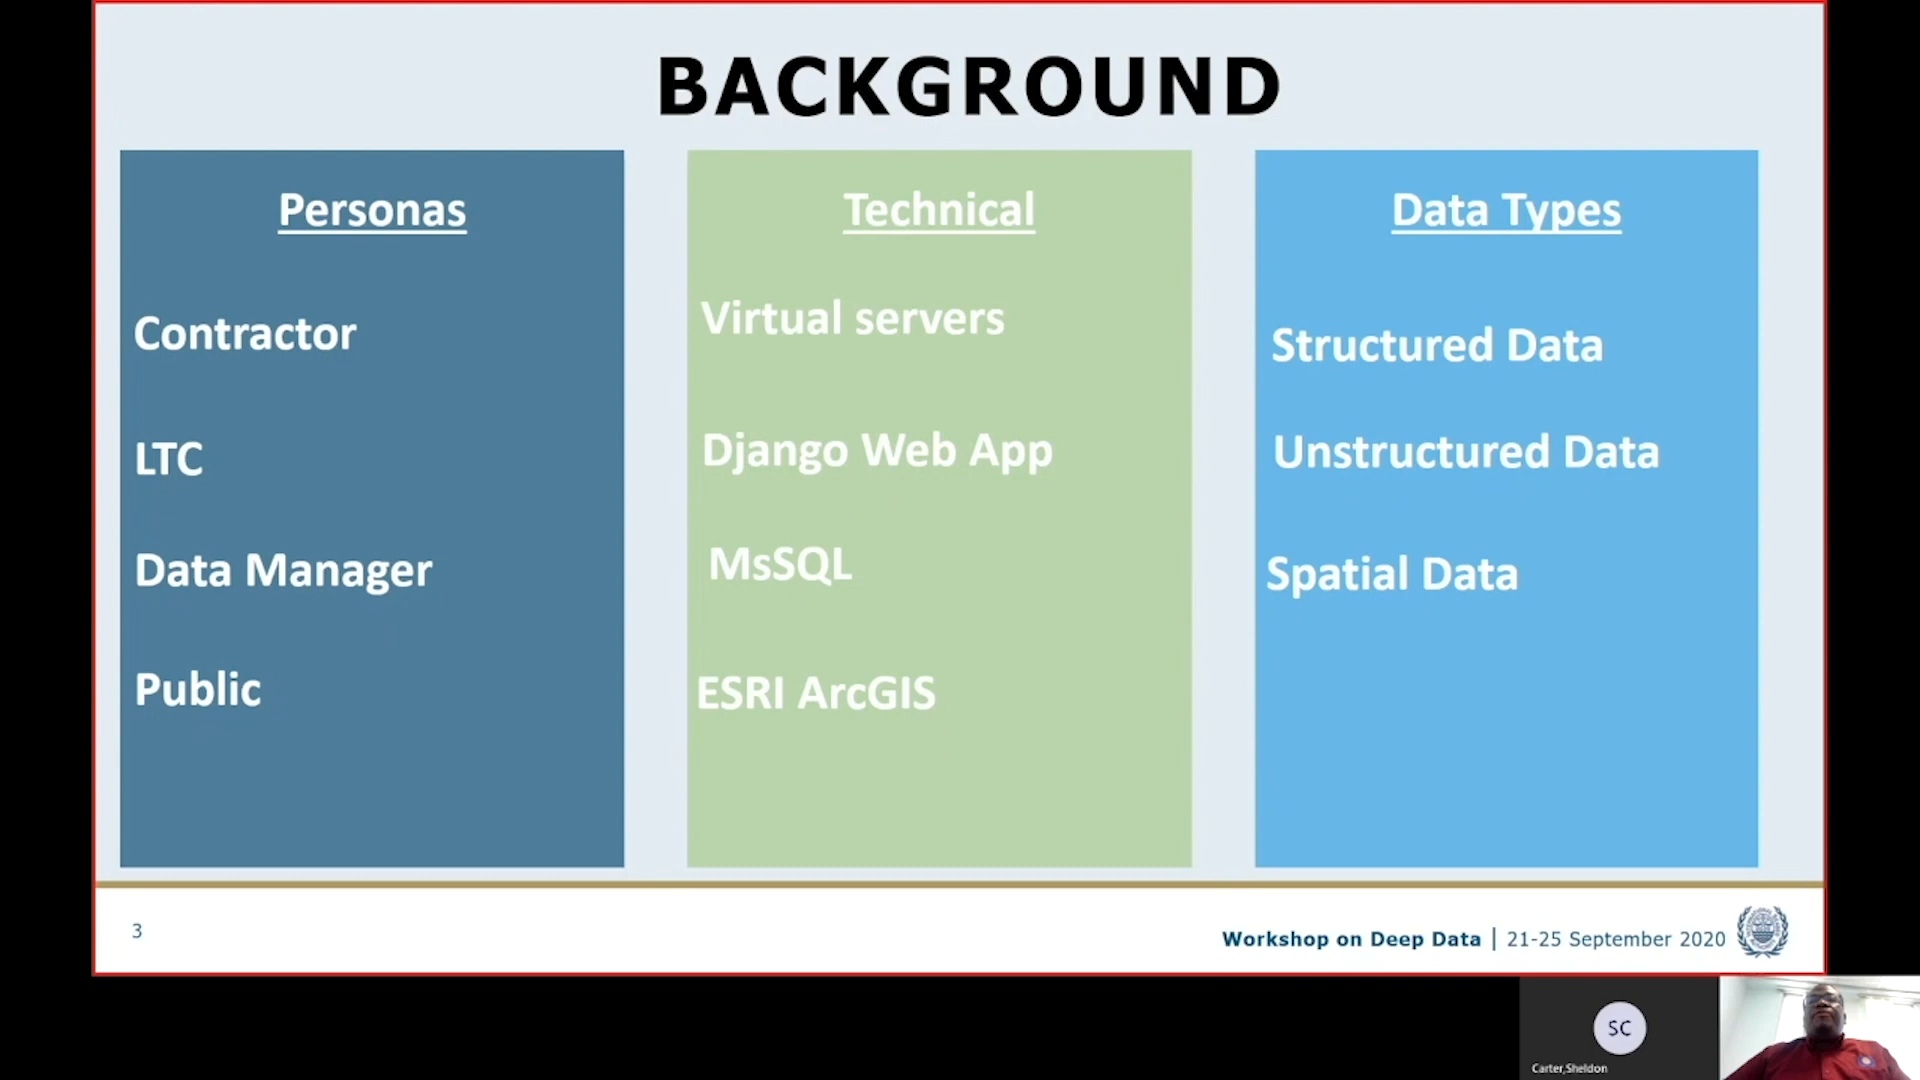 BACKGROUND
Personas
Contractor
LTC
Data Manager
Public
Technical
Virtual servers
Django Web App
MsSQL
ESRI ArcGIS
Data Types
Structured Data
Unstructured Data
Spatial Data
3
Workshop on Deep Data | 21-25 September 2020
SC
Carter,Sheldon